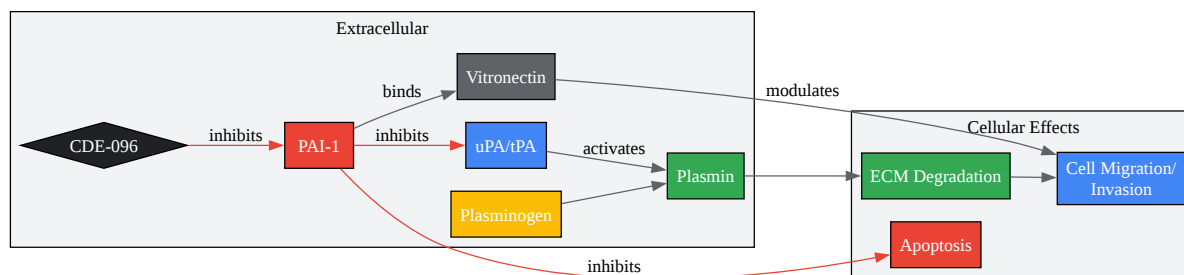 Extracellular
Vitronectin
modulates
binds
Cellular Effects
CDE-096
inhibits
PAI-1
inhibits
uPA/tPA
activates
Plasmin
ECM Degradation
Cell Migration/
Invasion
Plasminogen
Apoptosis
inhibits